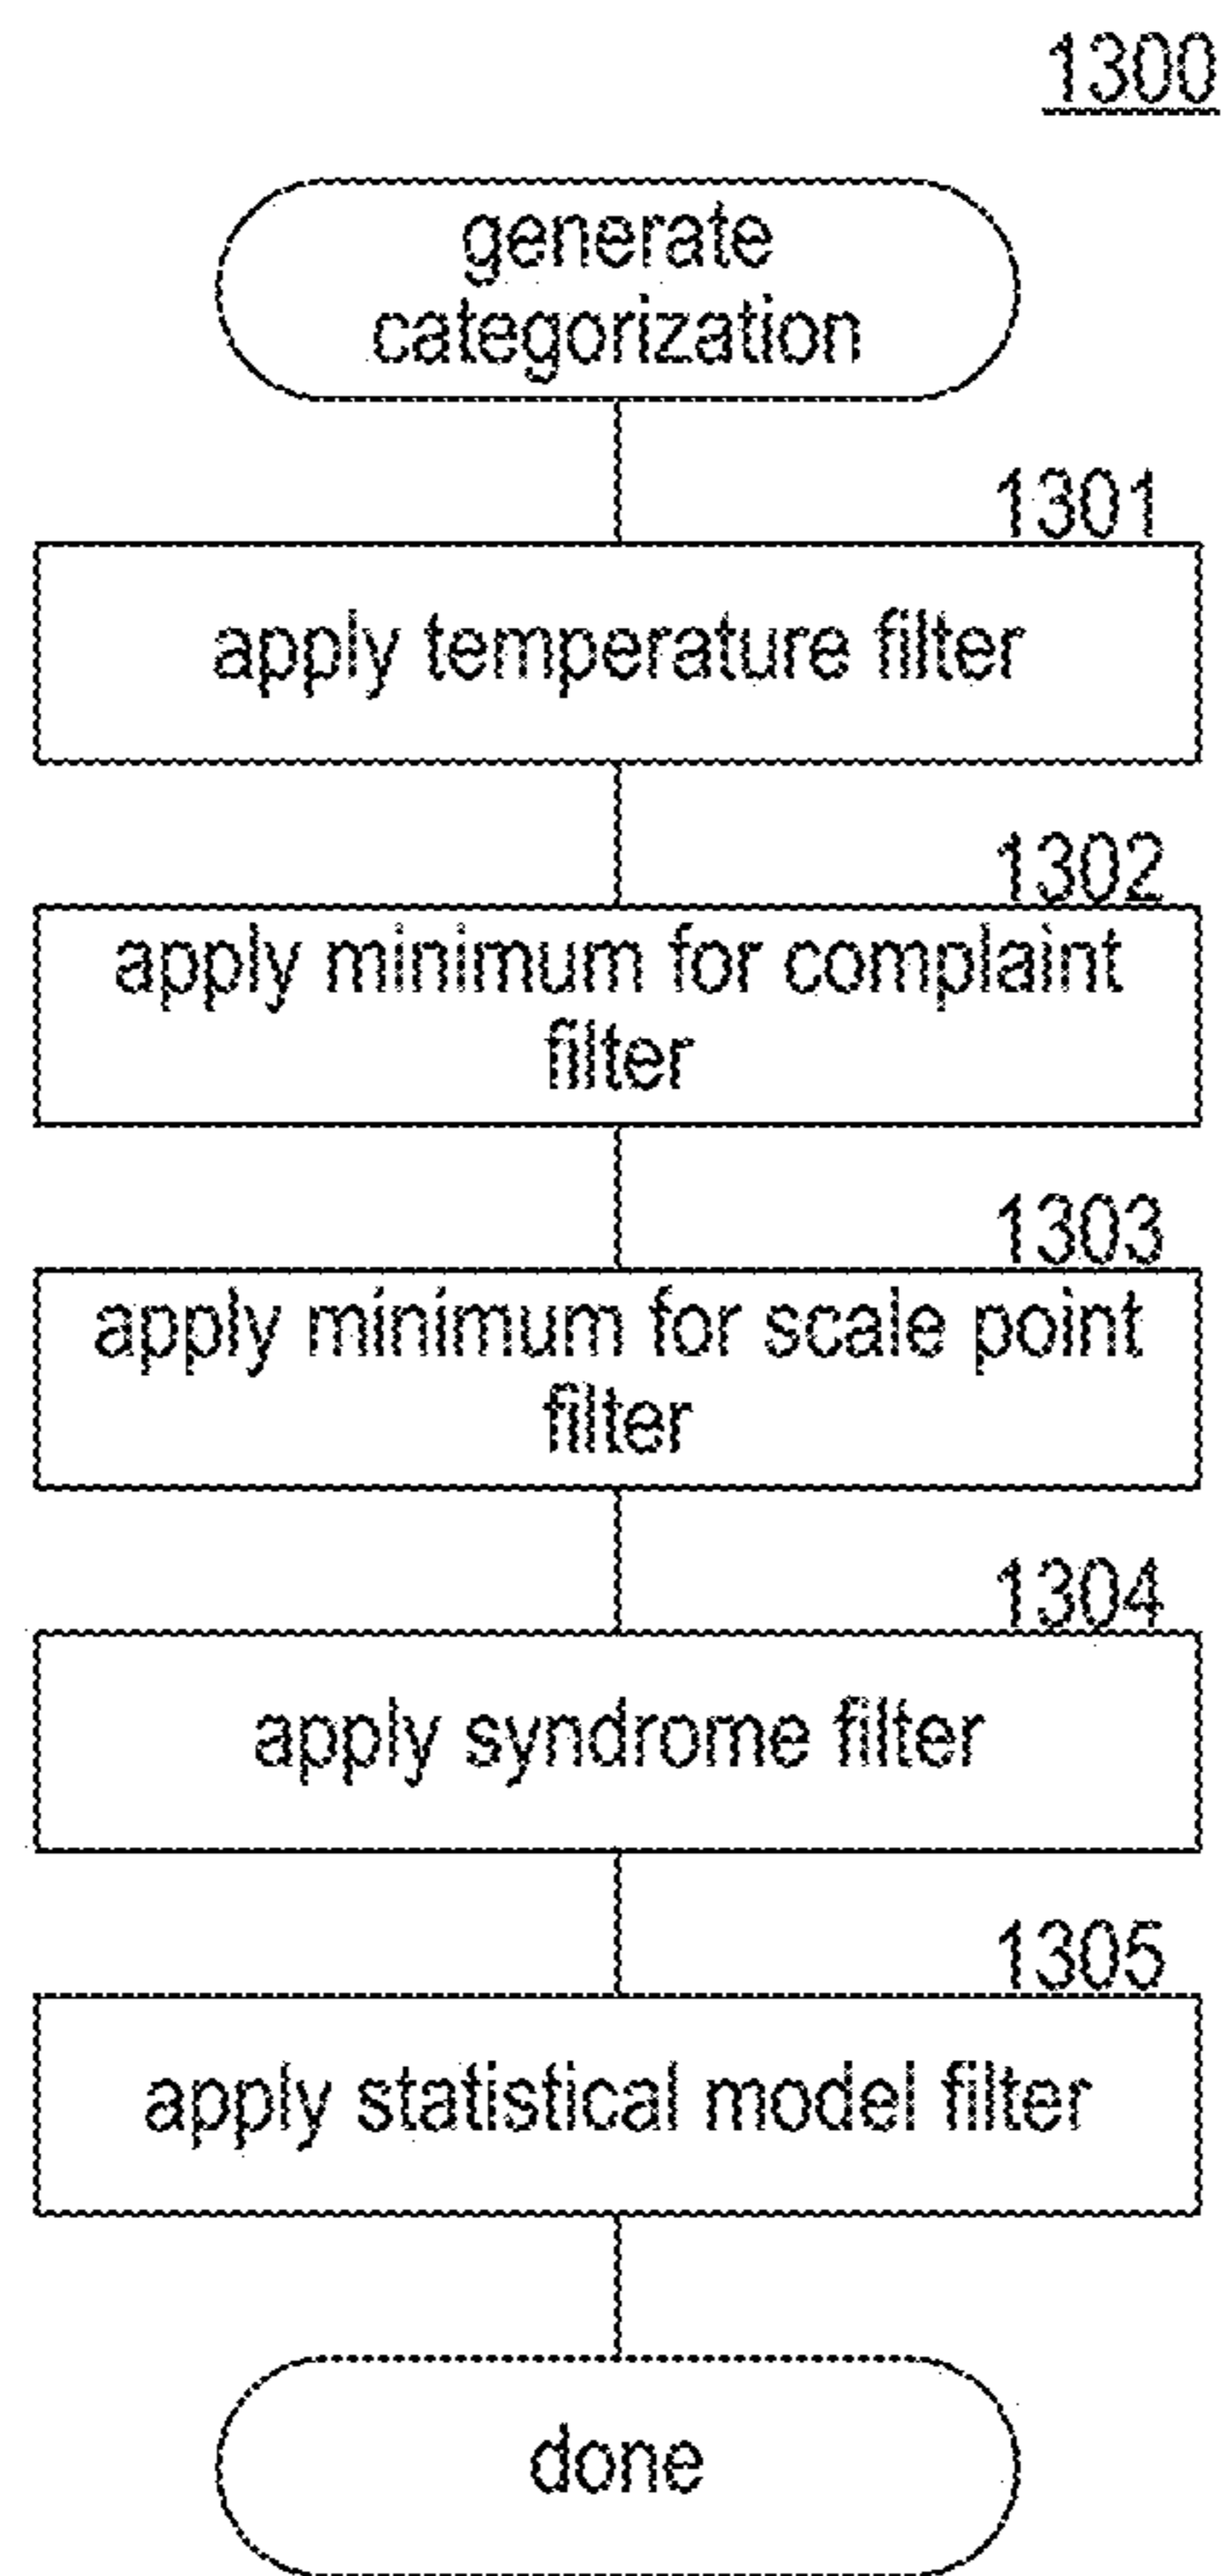 1300
generate
categorization
1301
apply temperature filter
1302
apply minimum for complaint
filter
1303
apply minimum for scale point
filter
1304
apply syndrome filter
1305
apply statistical model filter
done